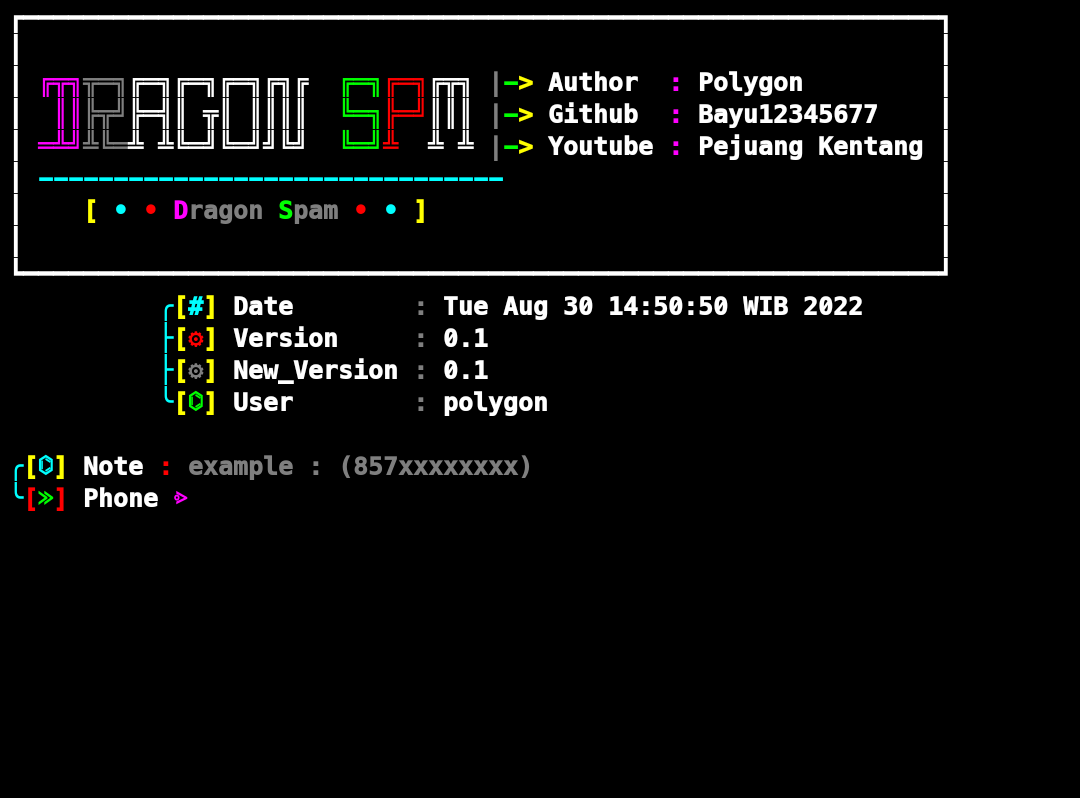 DRAGON SPM
|—> Author : Polygon
|—> Github : Bayu12345677
|—> Youtube : Pejuang Kentang
[ • • Dragon Spam • • ]
[#] Date : Tue Aug 30 14:50:50 WIB 2022
[⚙] Version : 0.1
[⚙] New_Version : 0.1
[⌬] User : polygon
[⌬] Note : example : (857xxxxxxxx)
[≫] Phone ⪢